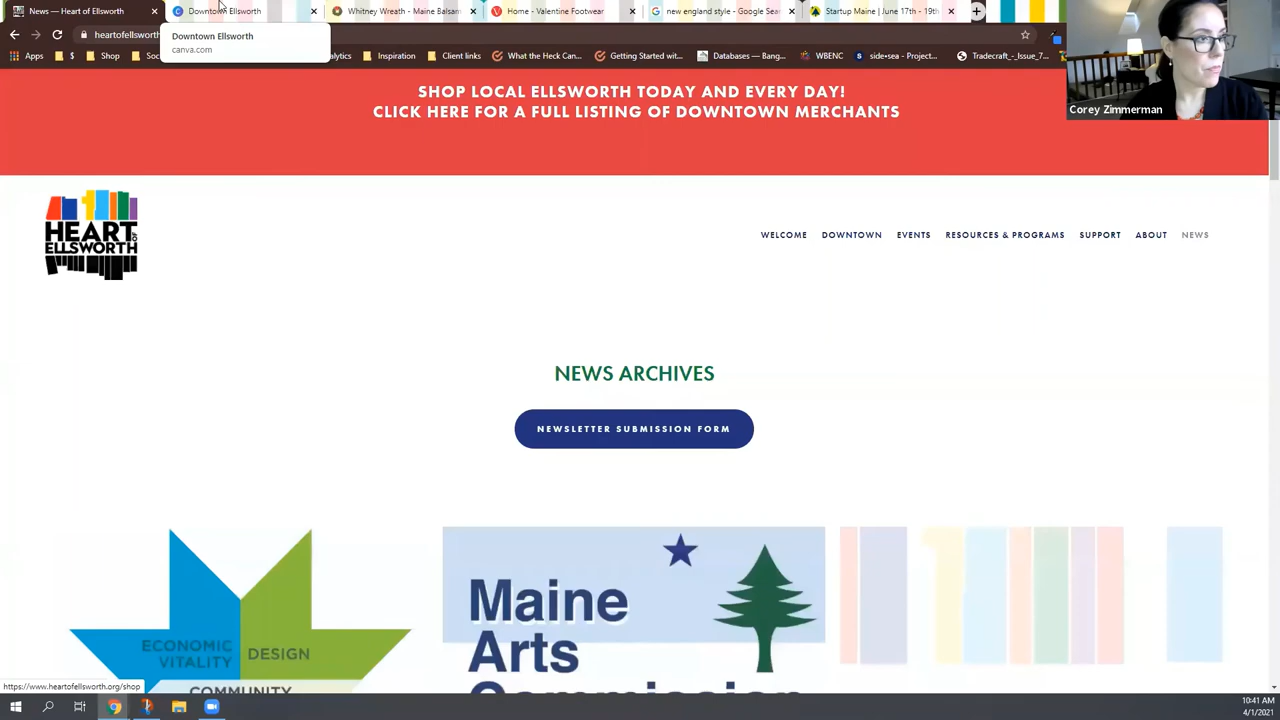 News — Heart of Ellsworth
Downtown Ellsworth
Whitney Wreath - Maine Balsam
Home - Valentine Footwear
new england style - Google Sear
Startup Maine | June 17th - 19th
heartofellsworth
Downtown Ellsworth
canva.com
Apps
$
Shop
Client links
Inspiration
What the Heck Can...
Getting Started wit...
Databases — Bang...
WBENC
side•sea - Project...
Tradecraft_-_Issue_7...
Corey Zimmerman
SHOP LOCAL ELLSWORTH TODAY AND EVERY DAY!
CLICK HERE FOR A FULL LISTING OF DOWNTOWN MERCHANTS
HEART OF
ELLSWORTH
WELCOME
DOWNTOWN
EVENTS
RESOURCES & PROGRAMS
SUPPORT
ABOUT
NEWS
NEWS ARCHIVES
NEWSLETTER SUBMISSION FORM
ECONOMIC
VITALITY
DESIGN
COMMUNITY
Maine
Arts
https://www.heartofellsworth.org/shop
10:41 AM
4/1/2021